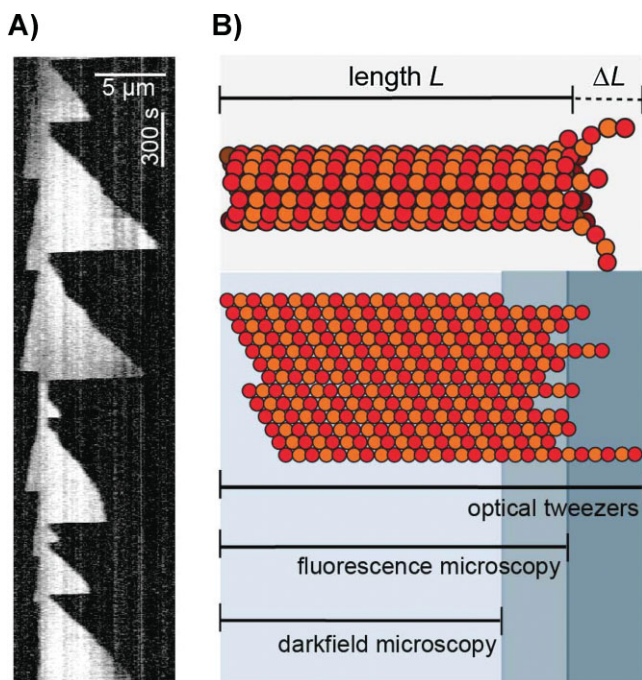 A)
B)
5 µm
300 s
length L
ΔL
optical tweezers
fluorescence microscopy
darkfield microscopy